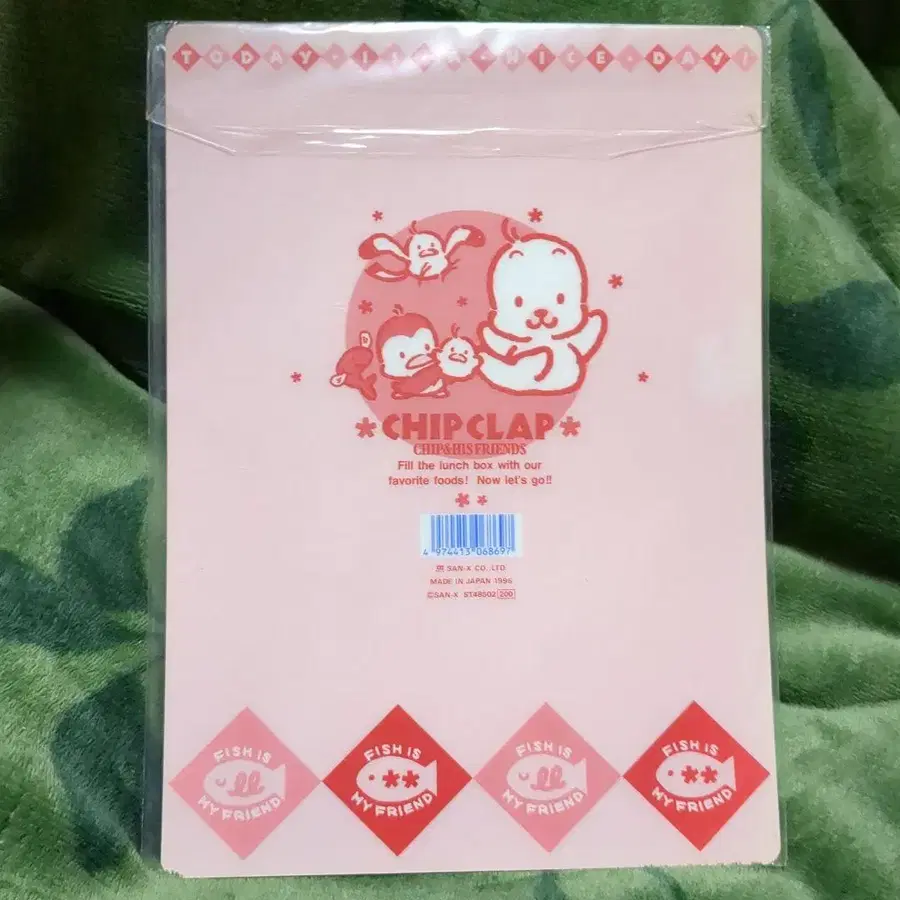 TODAY·IS·A·NICE·DAY!
*CHIP CLAP*
CHIP&HIS FRIENDS
Fill the lunch box with our
favorite foods! Now let's go!!
4 974413 068697
SAN-X CO. LTD
MADE IN JAPAN 1996
©SAN-X ST48502 200
FISH IS
MY FRIEND
FISH IS
MY FRIEND
FISH IS
MY FRIEND
FISH IS
MY FRIEND